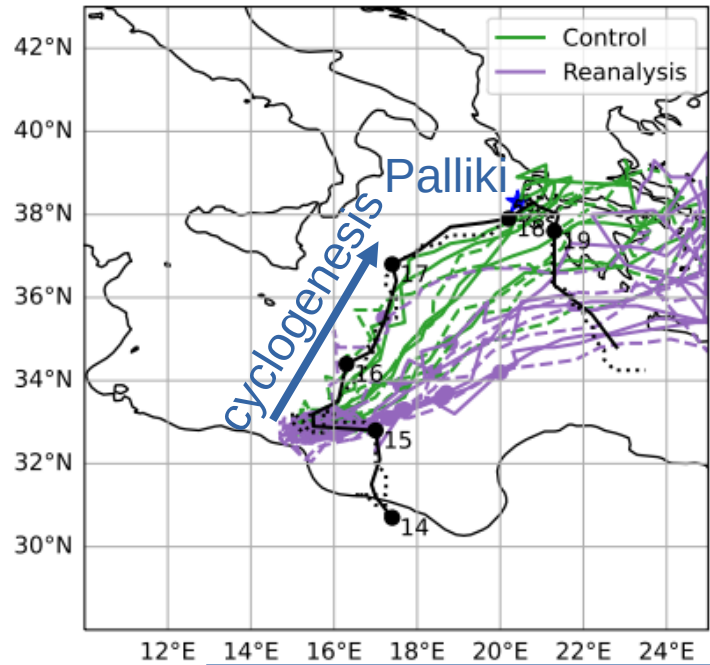 42°N
40°N
38°N
36°N
34°N
32°N
30°N
12°E 14°E 16°E 18°E 20°E 22°E 24°E
Control
Reanalysis
Palliki
cyclogenesis
18
19
17
16
15
14